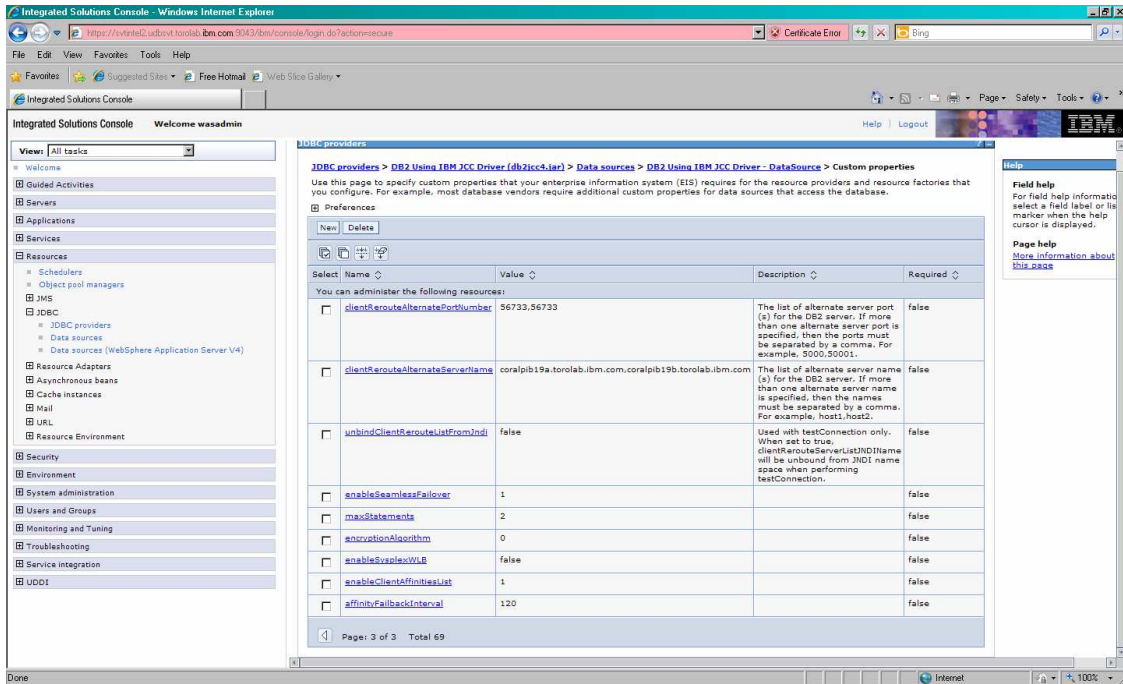 Integrated Solutions Console - Windows Internet Explorer
https://svtintel2.udbsvt.torolab.ibm.com:9043/ibm/console/login.do?action=secure
Certificate Error
Bing
File Edit View Favorites Tools Help
Favorites Suggested Sites Free Hotmail Web Slice Gallery
Integrated Solutions Console
Page Safety Tools
Integrated Solutions Console Welcome wasadmin
Help Logout
IBM.
View: All tasks
Welcome
Guided Activities
Servers
Applications
Services
Resources
Schedulers
Object pool managers
JMS
JDBC
JDBC providers
Data sources
Data sources (WebSphere Application Server V4)
Resource Adapters
Asynchronous beans
Cache instances
Mail
URL
Resource Environment
Security
Environment
System administration
Users and Groups
Monitoring and Tuning
Troubleshooting
Service integration
UDDI
JDBC providers
JDBC providers > DB2 Using IBM JCC Driver (db2jcc4.jar) > Data sources > DB2 Using IBM JCC Driver - DataSource > Custom properties
Use this page to specify custom properties that your enterprise information system (EIS) requires for the resource providers and resource factories that
you configure. For example, most database vendors require additional custom properties for data sources that access the database.
Preferences
New Delete
Select Name Value Description Required
You can administer the following resources:
clientRerouteAlternatePortNumber 56733,56733 The list of alternate server port false
(s) for the DB2 server. If more
than one alternate server port is
specified, then the ports must
be separated by a comma. For
example, 5000,50001.
clientRerouteAlternateServerName coralpib19a.torolab.ibm.com,coralpib19b.torolab.ibm.com The list of alternate server name false
(s) for the DB2 server. If more
than one alternate server name
is specified, then the names
must be separated by a comma.
For example, host1,host2.
unbindClientRerouteListFromJndi false Used with testConnection only. false
When set to true,
clientRerouteServerListJNDIName
will be unbound from JNDI name
space when performing
testConnection.
enableSeamlessFailover 1 false
maxStatements 2 false
encryptionAlgorithm 0 false
enableSysplexWLB false false
enableClientAffinitiesList 1 false
affinityFailbackInterval 120 false
Page: 3 of 3 Total 69
Help
Field help
For field help informatio
select a field label or lis
marker when the help
cursor is displayed.
Page help
More information about
this page
Done
Internet
100%